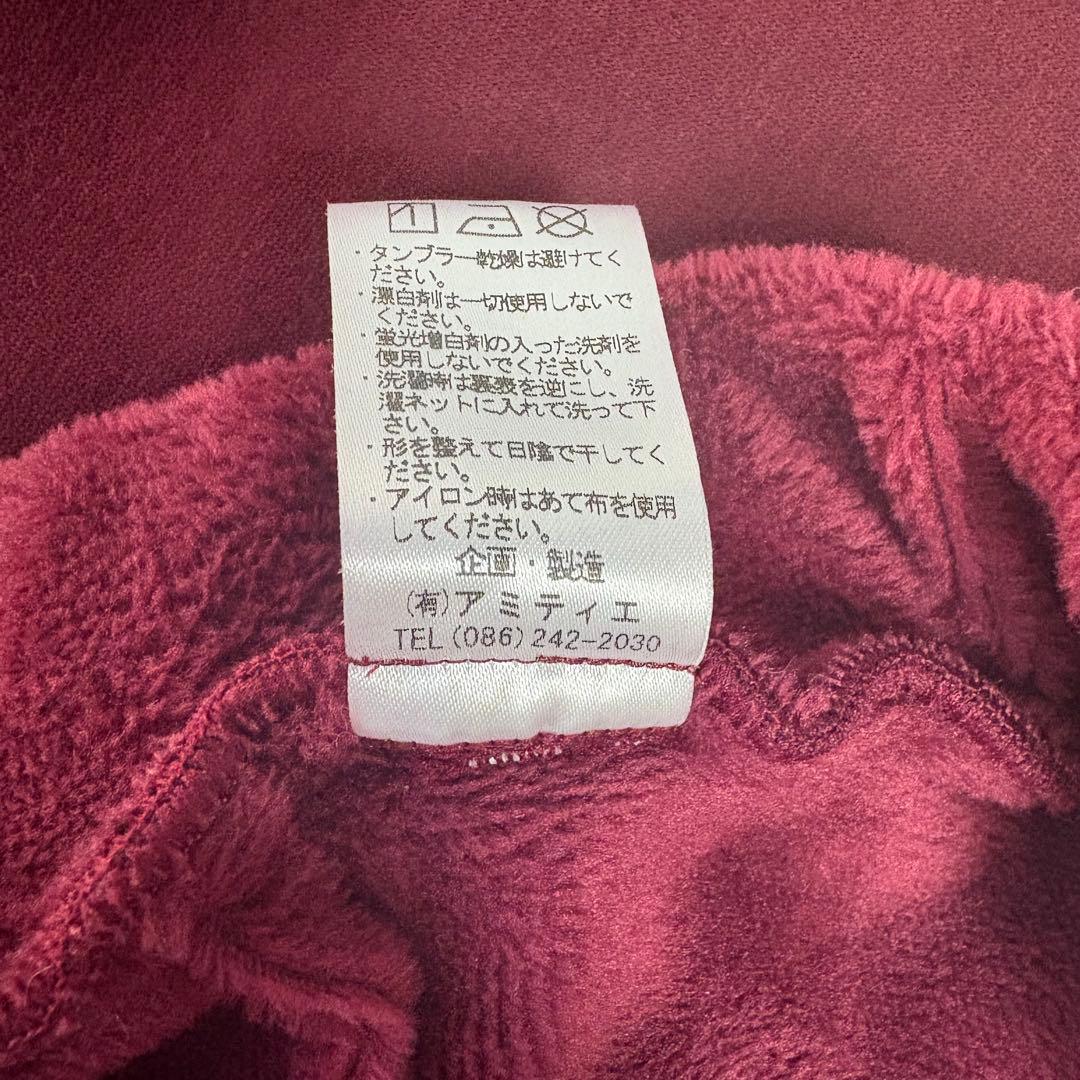 ・タンブラー乾燥は避けてく
ださい。
・漂白剤は一切使用しないで
ください。
・蛍光増白剤の入った洗剤を
使用しないでください。
・洗濯時は裏表を逆にし、洗
濯ネットに入れて洗って下
さい。
・形を整えて日陰で干してく
ださい。
・アイロン時はあて布を使用
してください。
企画・製造
(有)アミティエ
TEL (086) 242-2030